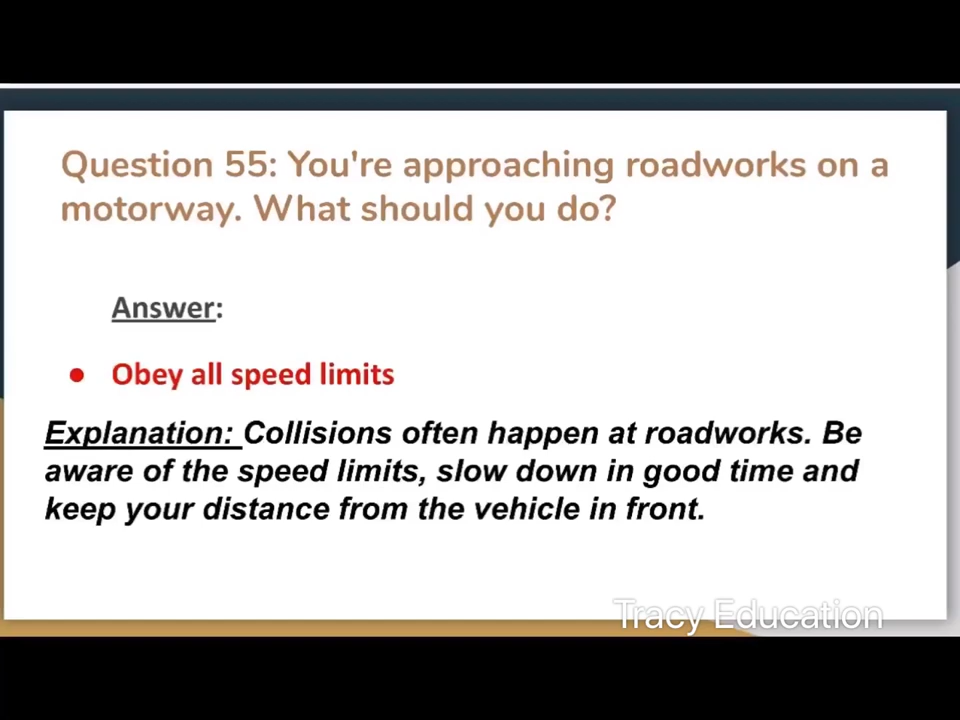 Question 55: You're approaching roadworks on a
motorway. What should you do?
Answer:
● Obey all speed limits
Explanation: Collisions often happen at roadworks. Be
aware of the speed limits, slow down in good time and
keep your distance from the vehicle in front.
Tracy Education